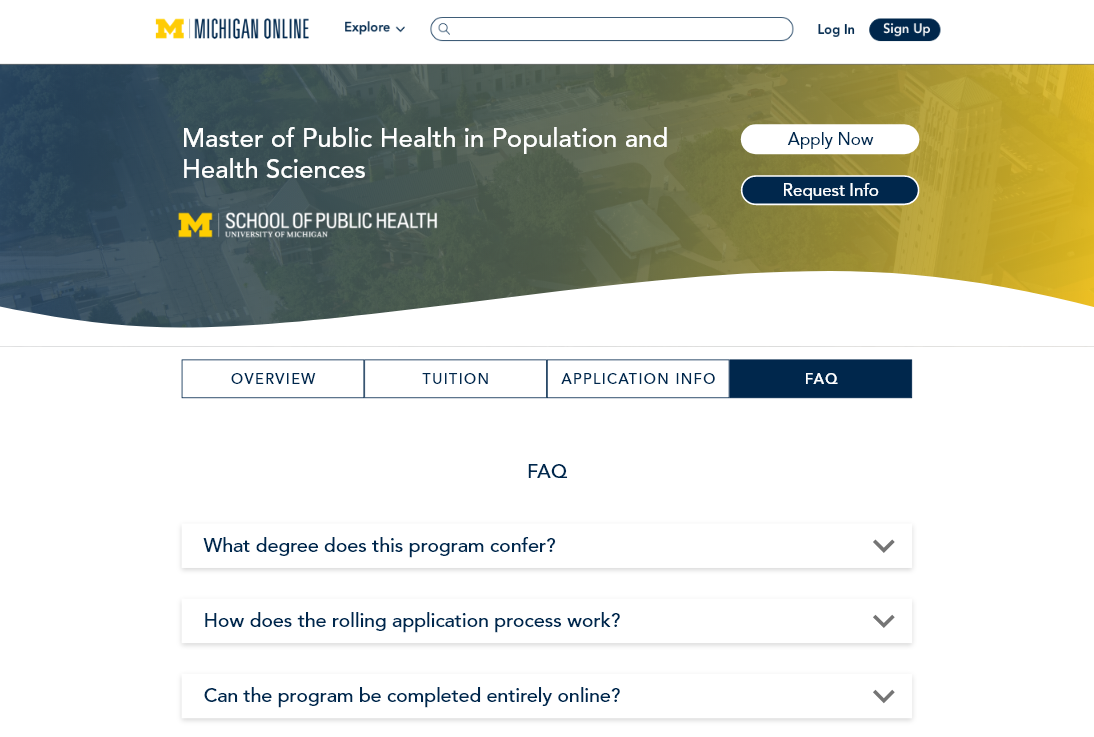 M MICHIGAN ONLINE
Explore
Log In
Sign Up
Master of Public Health in Population and
Health Sciences
Apply Now
Request Info
M SCHOOL OF PUBLIC HEALTH
UNIVERSITY OF MICHIGAN
OVERVIEW
TUITION
APPLICATION INFO
FAQ
FAQ
What degree does this program confer?
How does the rolling application process work?
Can the program be completed entirely online?